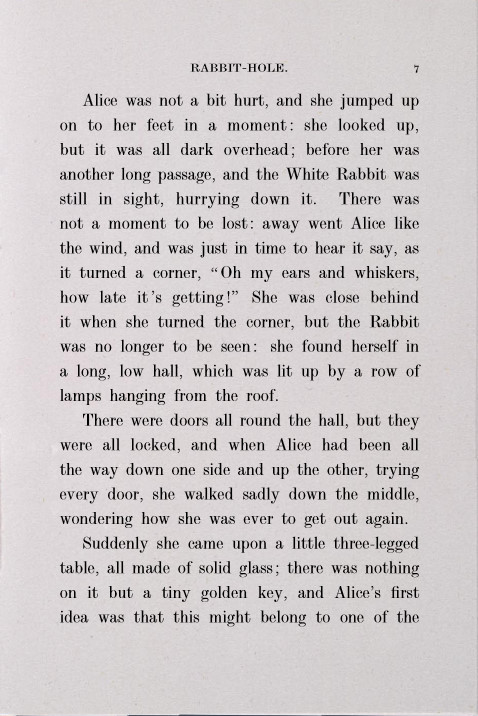 RABBIT-HOLE. 7
Alice was not a bit hurt, and she jumped up
on to her feet in a moment: she looked up,
but it was all dark overhead; before her was
another long passage, and the White Rabbit was
still in sight, hurrying down it. There was
not a moment to be lost: away went Alice like
the wind, and was just in time to hear it say, as
it turned a corner, “Oh my ears and whiskers,
how late it’s getting!” She was close behind
it when she turned the corner, but the Rabbit
was no longer to be seen: she found herself in
a long, low hall, which was lit up by a row of
lamps hanging from the roof.
There were doors all round the hall, but they
were all locked, and when Alice had been all
the way down one side and up the other, trying
every door, she walked sadly down the middle,
wondering how she was ever to get out again.
Suddenly she came upon a little three-legged
table, all made of solid glass; there was nothing
on it but a tiny golden key, and Alice’s first
idea was that this might belong to one of the